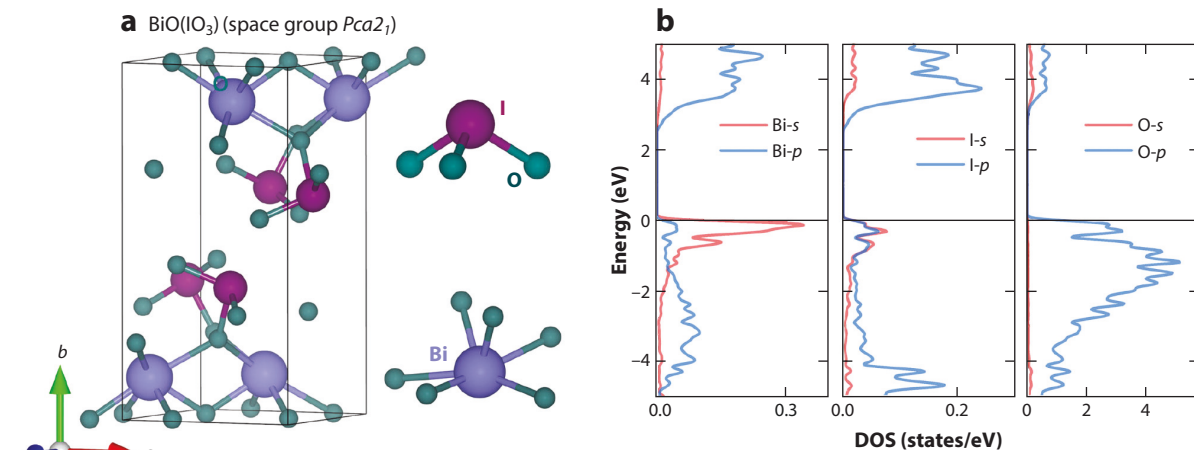 a BiO(IO₃) (space group Pca2₁)
O
I
O
Bi
b
b
Energy (eV)
4
2
0
−2
−4
Bi-s
Bi-p
I-s
I-p
O-s
O-p
0.0 0.3 0.0 0.2 0 2 4
DOS (states/eV)